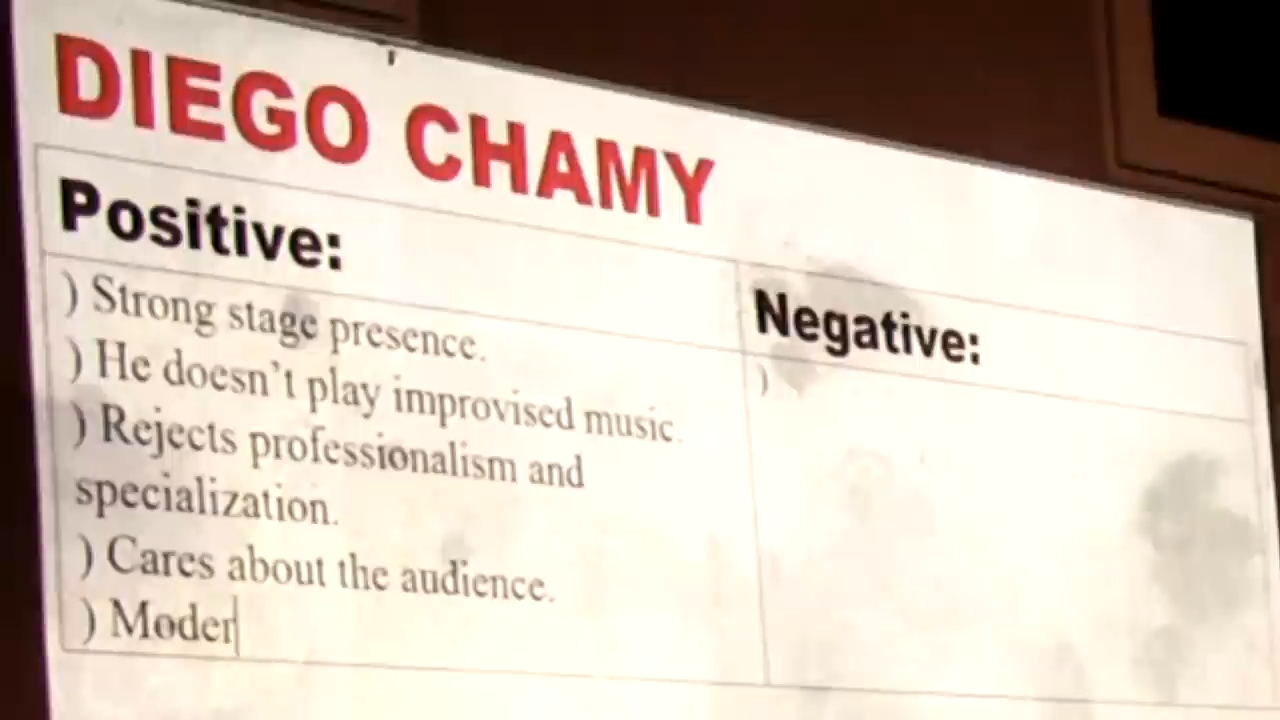 DIEGO CHAMY
Positive:
) Strong stage presence.
) He doesn't play improvised music.
) Rejects professionalism and
specialization.
) Cares about the audience.
) Moder
Negative:
)